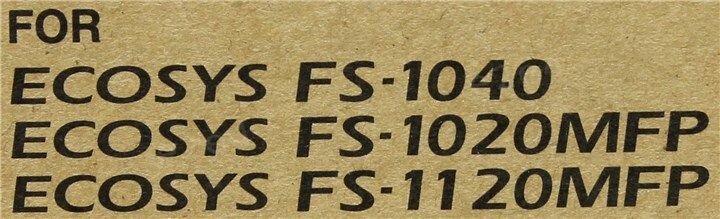 FOR
ECOSYS FS-1040
ECOSYS FS-1020MFP
ECOSYS FS-1120MFP